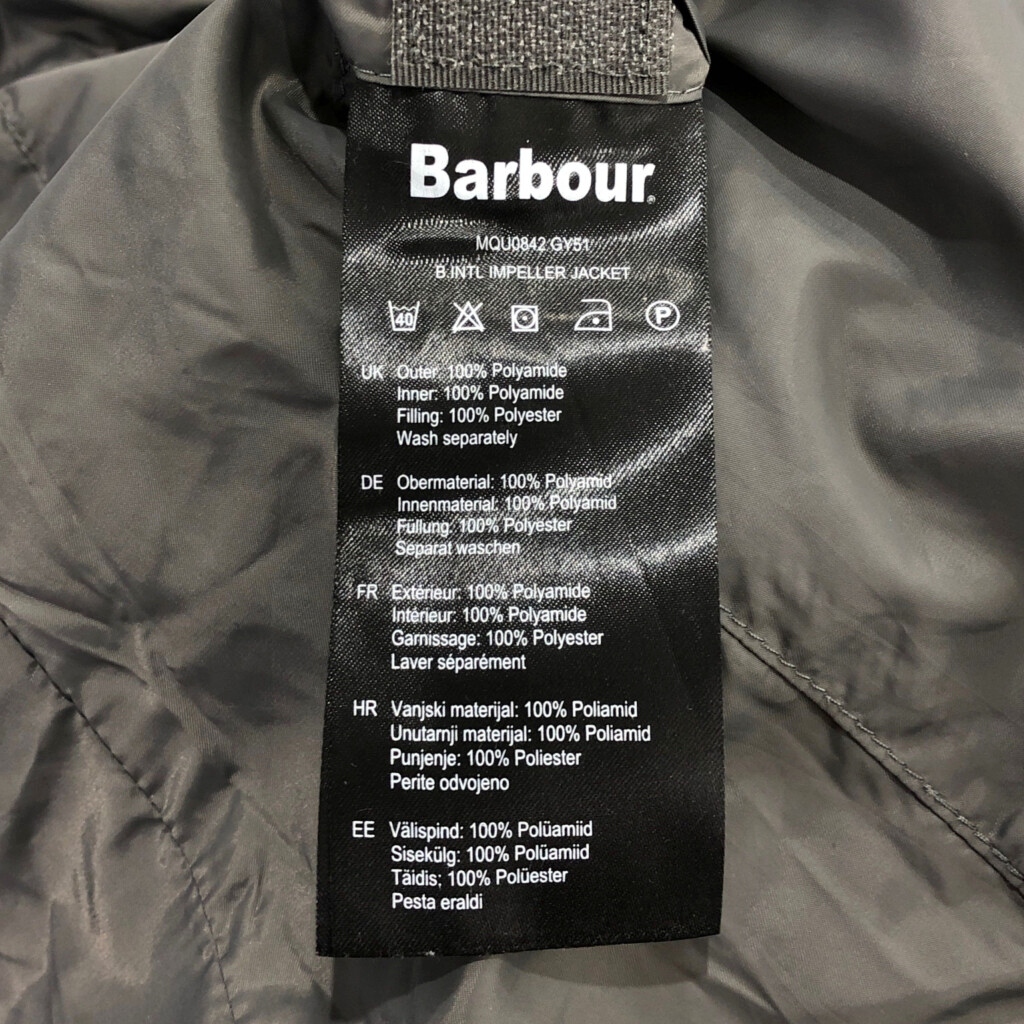 Barbour
MQU0842 GY51
B.INTL IMPELLER JACKET
40 P
UK Outer: 100% Polyamide
Inner: 100% Polyamide
Filling: 100% Polyester
Wash separately
DE Obermaterial: 100% Polyamid
Innenmaterial: 100% Polyamid
Füllung: 100% Polyester
Separat waschen
FR Extérieur: 100% Polyamide
Intérieur: 100% Polyamide
Garnissage: 100% Polyester
Laver séparément
HR Vanjski materijal: 100% Poliamid
Unutarnji materijal: 100% Poliamid
Punjenje: 100% Poliester
Perite odvojeno
EE Välispind: 100% Polüamiid
Sisekülg: 100% Polüamiid
Täidis: 100% Polüester
Pesta eraldi